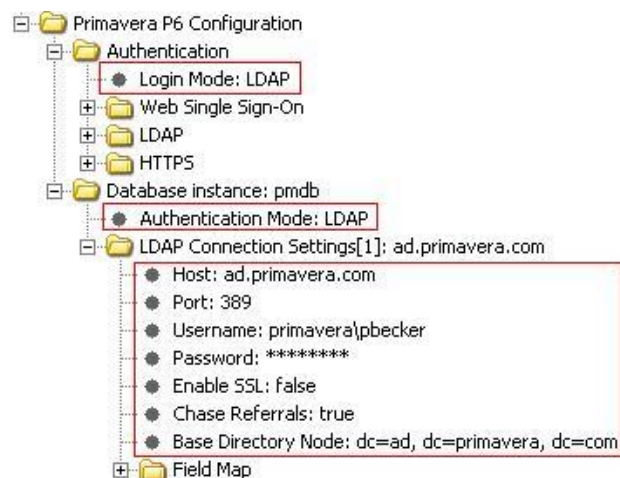 Primavera P6 Configuration
Authentication
Login Mode: LDAP
Web Single Sign-On
LDAP
HTTPS
Database instance: pmdb
Authentication Mode: LDAP
LDAP Connection Settings[1]: ad.primavera.com
Host: ad.primavera.com
Port: 389
Username: primavera\pbecker
Password: ********
Enable SSL: false
Chase Referrals: true
Base Directory Node: dc=ad, dc=primavera, dc=com
Field Map